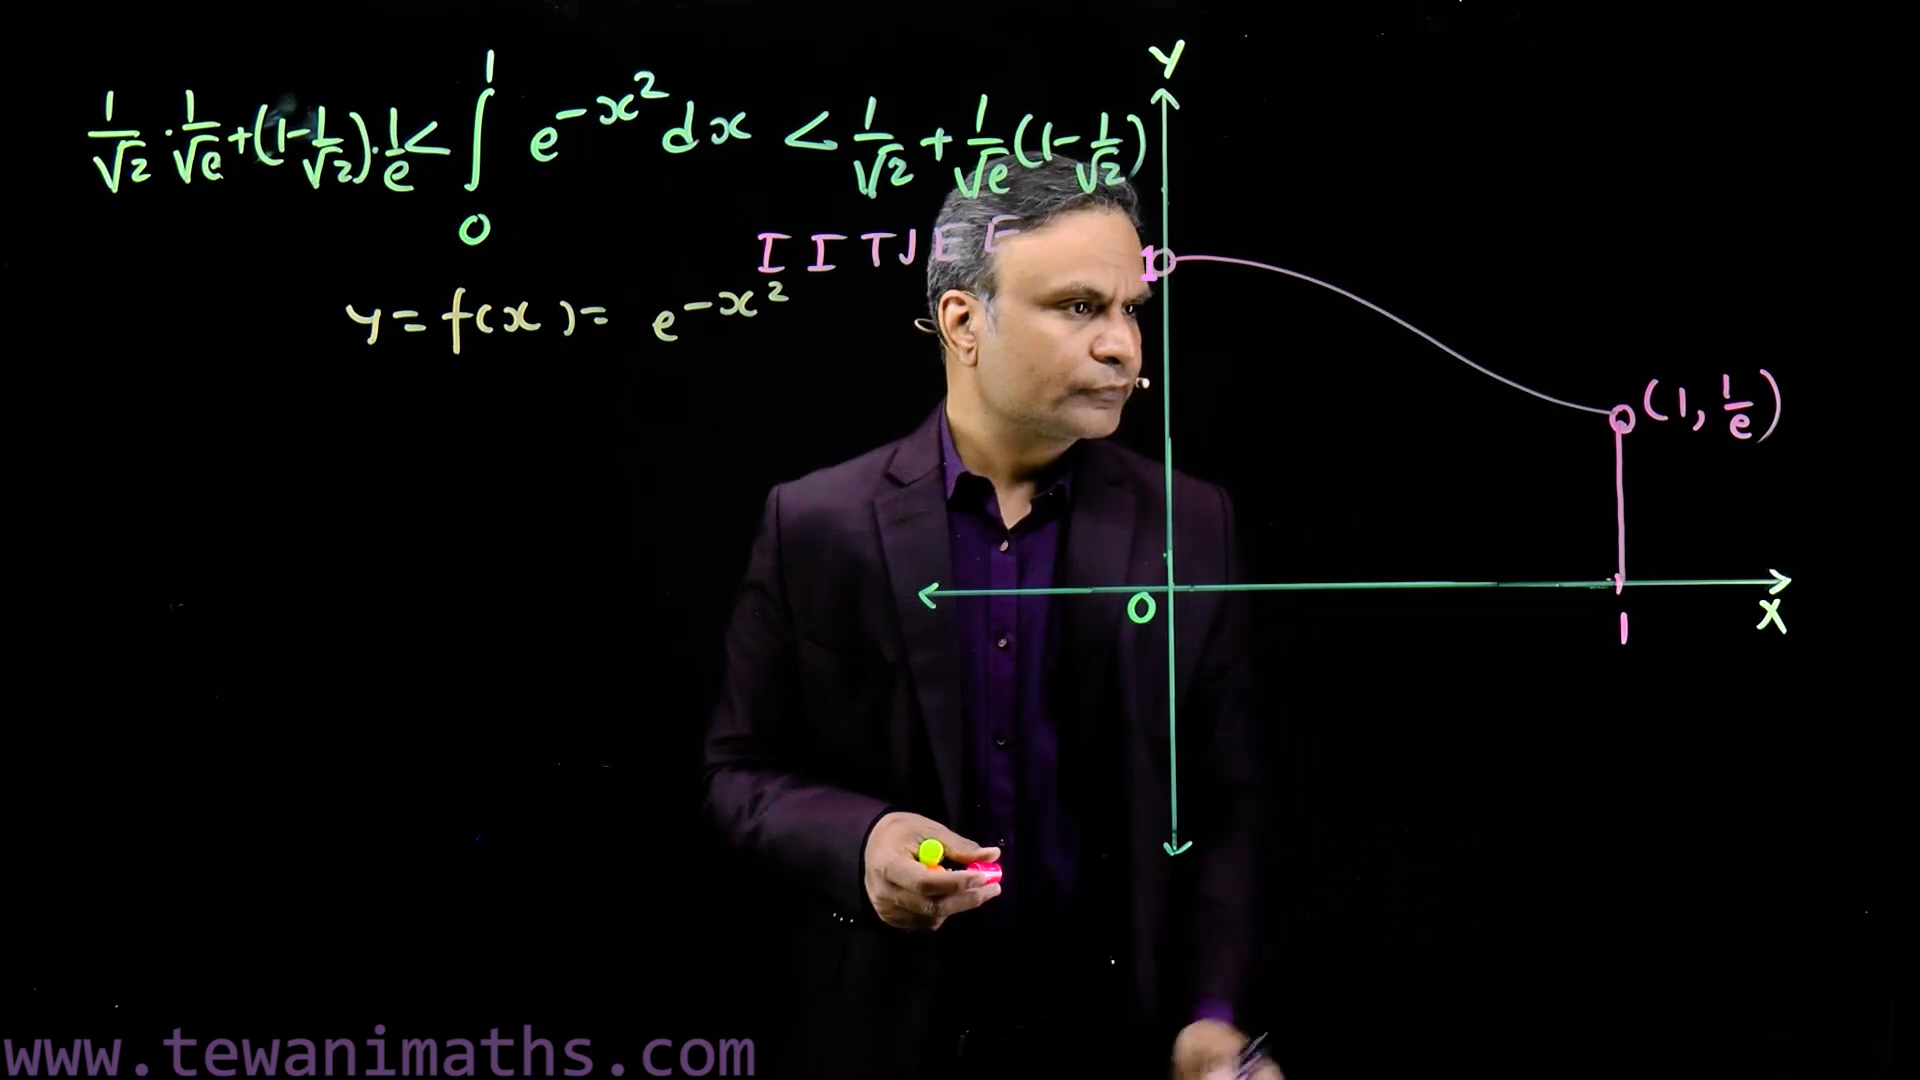 1/√2 · 1/√e + (1 - 1/√2) · 1/e < ∫₀¹ e^(-x²) dx < 1/√2 + 1/√e (1 - 1/√2)
IITJEE
y = f(x) = e^(-x²)
Y
1
(1, 1/e)
O
1
X
www.tewanimaths.com